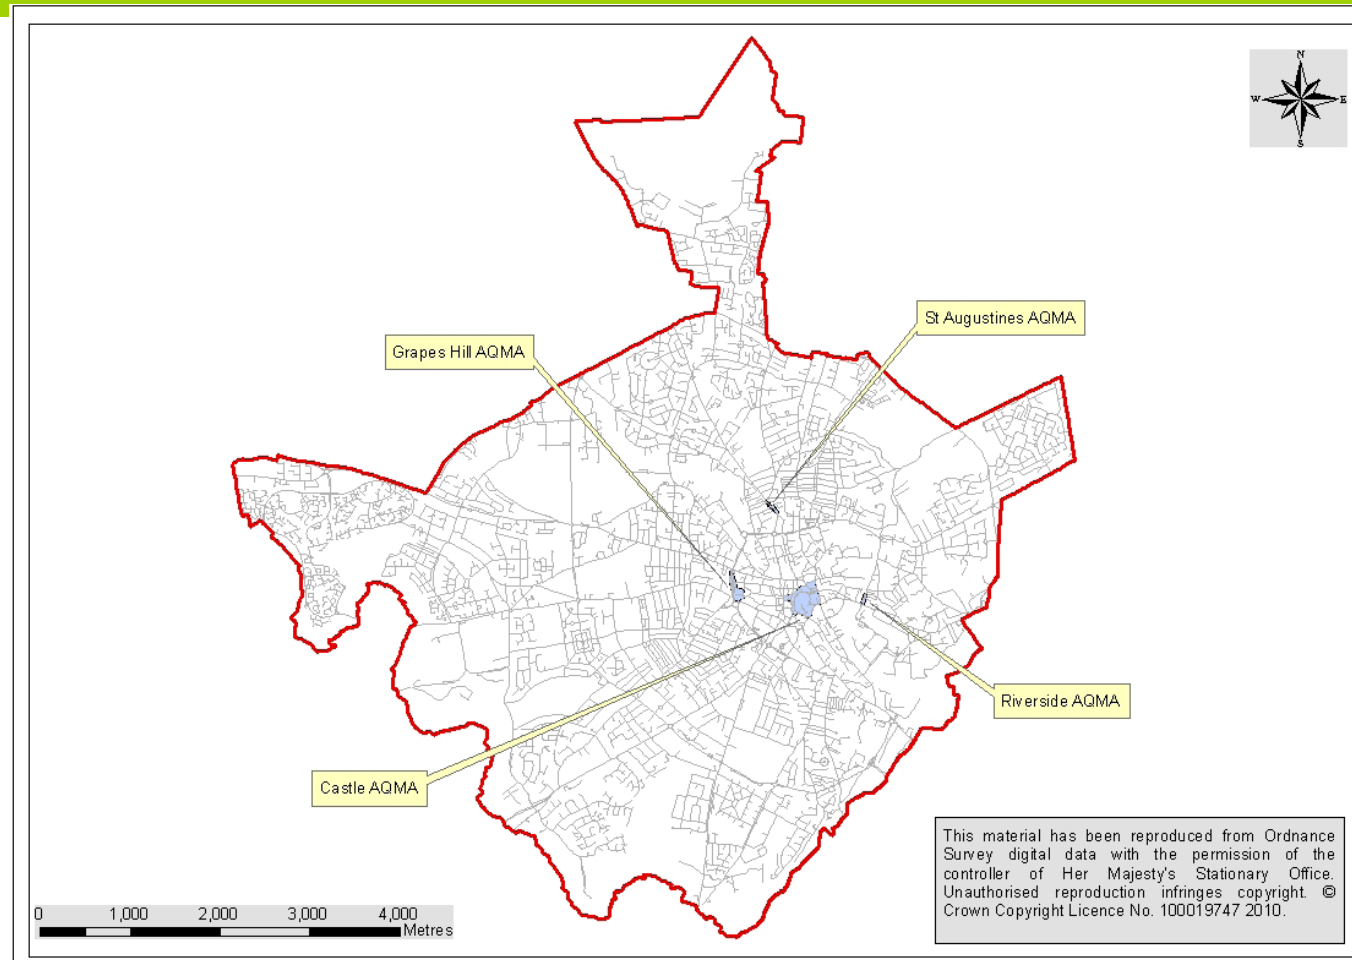 N
W E
S
St Augustines AQMA
Grapes Hill AQMA
Riverside AQMA
Castle AQMA
This material has been reproduced from Ordnance
Survey digital data with the permission of the
controller of Her Majesty's Stationary Office.
Unauthorised reproduction infringes copyright. ©
Crown Copyright Licence No. 100019747 2010.
0 1,000 2,000 3,000 4,000
Metres